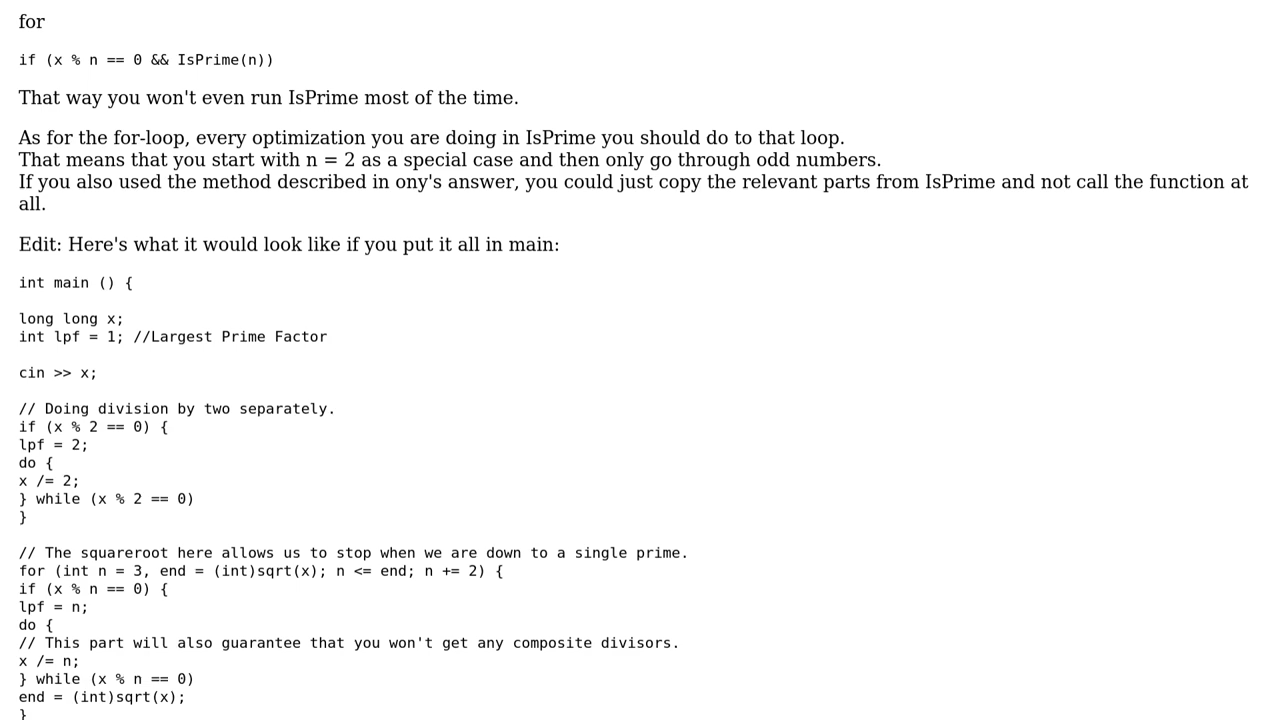 for
if (x % n == 0 && IsPrime(n))
That way you won't even run IsPrime most of the time.
As for the for-loop, every optimization you are doing in IsPrime you should do to that loop.
That means that you start with n = 2 as a special case and then only go through odd numbers.
If you also used the method described in ony's answer, you could just copy the relevant parts from IsPrime and not call the function at
all.
Edit: Here's what it would look like if you put it all in main:
int main () {
long long x;
int lpf = 1; //Largest Prime Factor
cin >> x;
// Doing division by two separately.
if (x % 2 == 0) {
lpf = 2;
do {
x /= 2;
} while (x % 2 == 0)
}
// The squareroot here allows us to stop when we are down to a single prime.
for (int n = 3, end = (int)sqrt(x); n <= end; n += 2) {
if (x % n == 0) {
lpf = n;
do {
// This part will also guarantee that you won't get any composite divisors.
x /= n;
} while (x % n == 0)
end = (int)sqrt(x);
}